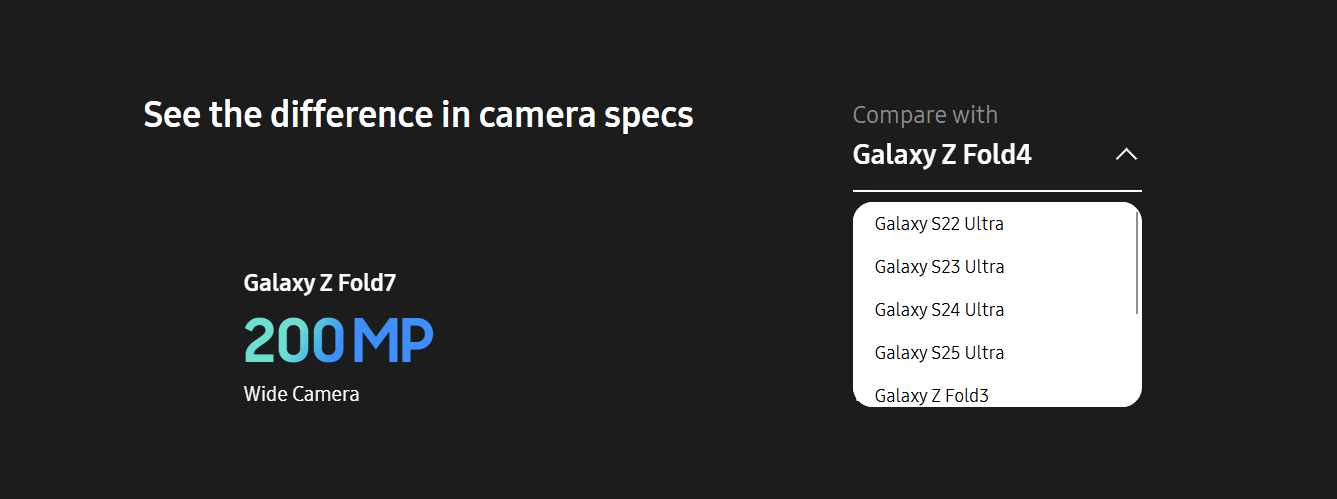 See the difference in camera specs
Compare with
Galaxy Z Fold4
Galaxy S22 Ultra
Galaxy S23 Ultra
Galaxy S24 Ultra
Galaxy S25 Ultra
Galaxy Z Fold3
Galaxy Z Fold7
200 MP
Wide Camera